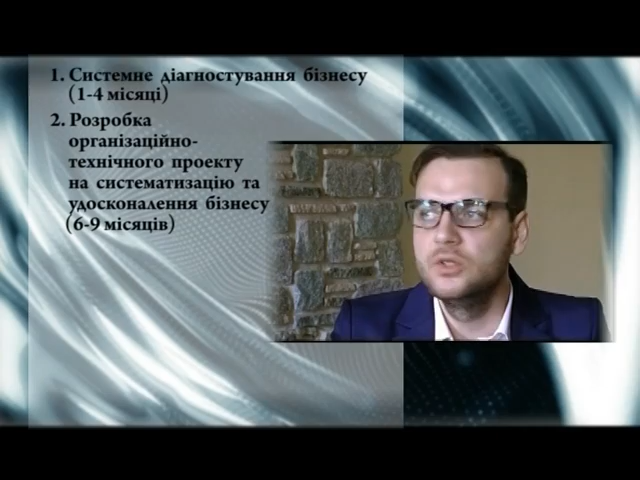 1. Системне діагностування бізнесу
(1-4 місяці)
2. Розробка
організаційно-
технічного проекту
на систематизацію та
удосконалення бізнесу
(6-9 місяців)